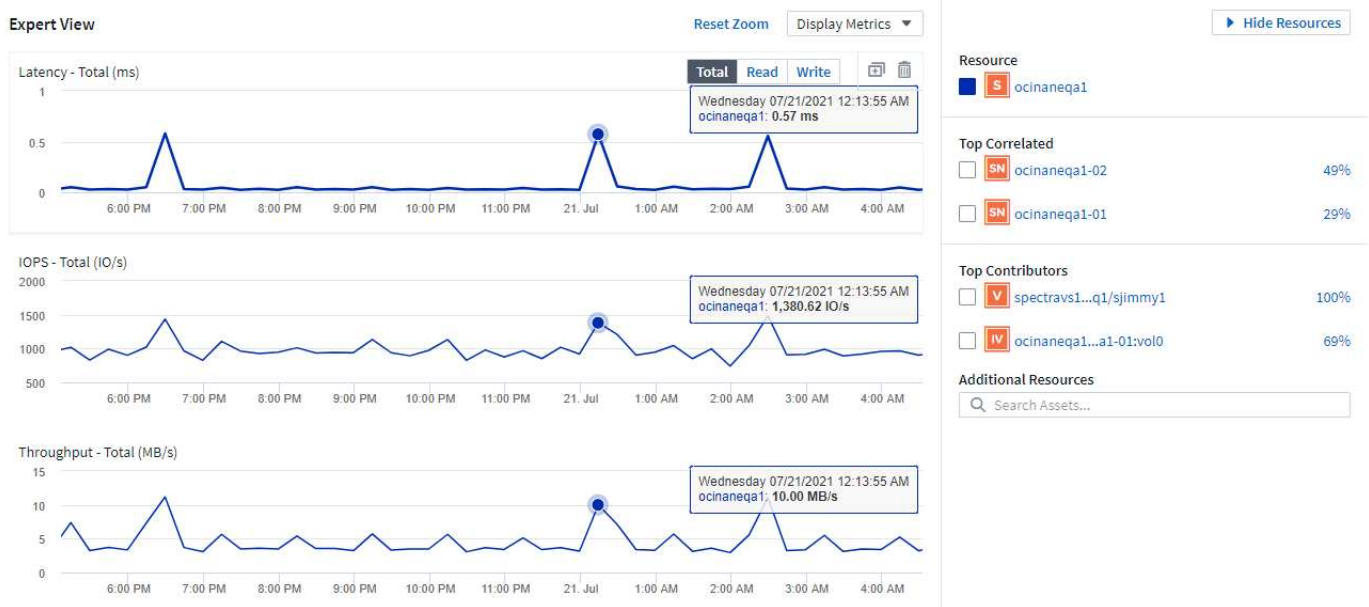 Expert View
Reset Zoom
Display Metrics
Hide Resources
Latency - Total (ms)
Total Read Write
1
0.5
0
Wednesday 07/21/2021 12:13:55 AM
ocinaneqa1: 0.57 ms
6:00 PM 7:00 PM 8:00 PM 9:00 PM 10:00 PM 11:00 PM 21. Jul 1:00 AM 2:00 AM 3:00 AM 4:00 AM
IOPS - Total (IO/s)
2000
1500
1000
500
Wednesday 07/21/2021 12:13:55 AM
ocinaneqa1: 1,380.62 IO/s
6:00 PM 7:00 PM 8:00 PM 9:00 PM 10:00 PM 11:00 PM 21. Jul 1:00 AM 2:00 AM 3:00 AM 4:00 AM
Throughput - Total (MB/s)
15
10
5
0
Wednesday 07/21/2021 12:13:55 AM
ocinaneqa1: 10.00 MB/s
6:00 PM 7:00 PM 8:00 PM 9:00 PM 10:00 PM 11:00 PM 21. Jul 1:00 AM 2:00 AM 3:00 AM 4:00 AM
Resource
S ocinaneqa1
Top Correlated
SN ocinaneqa1-02 49%
SN ocinaneqa1-01 29%
Top Contributors
V spectravs1...q1/sjimmy1 100%
IV ocinaneqa1...a1-01:vol0 69%
Additional Resources
Search Assets...